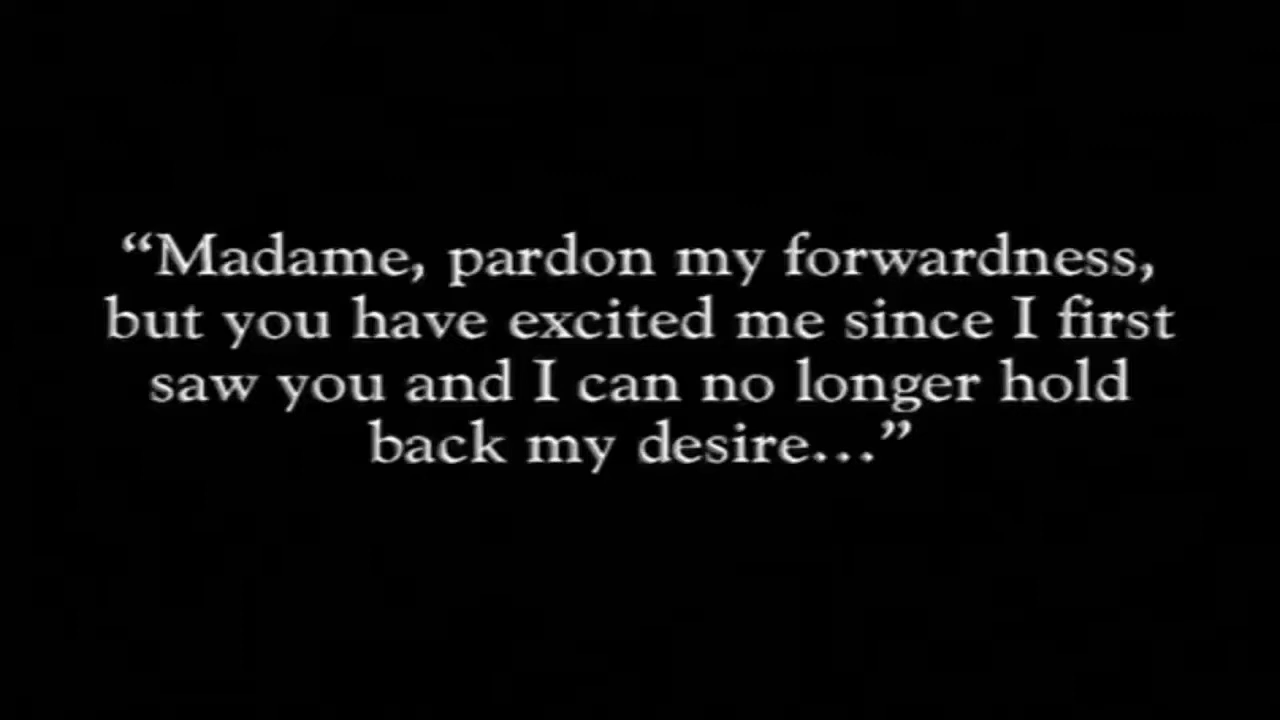 “Madame, pardon my forwardness,
but you have excited me since I first
saw you and I can no longer hold
back my desire...”